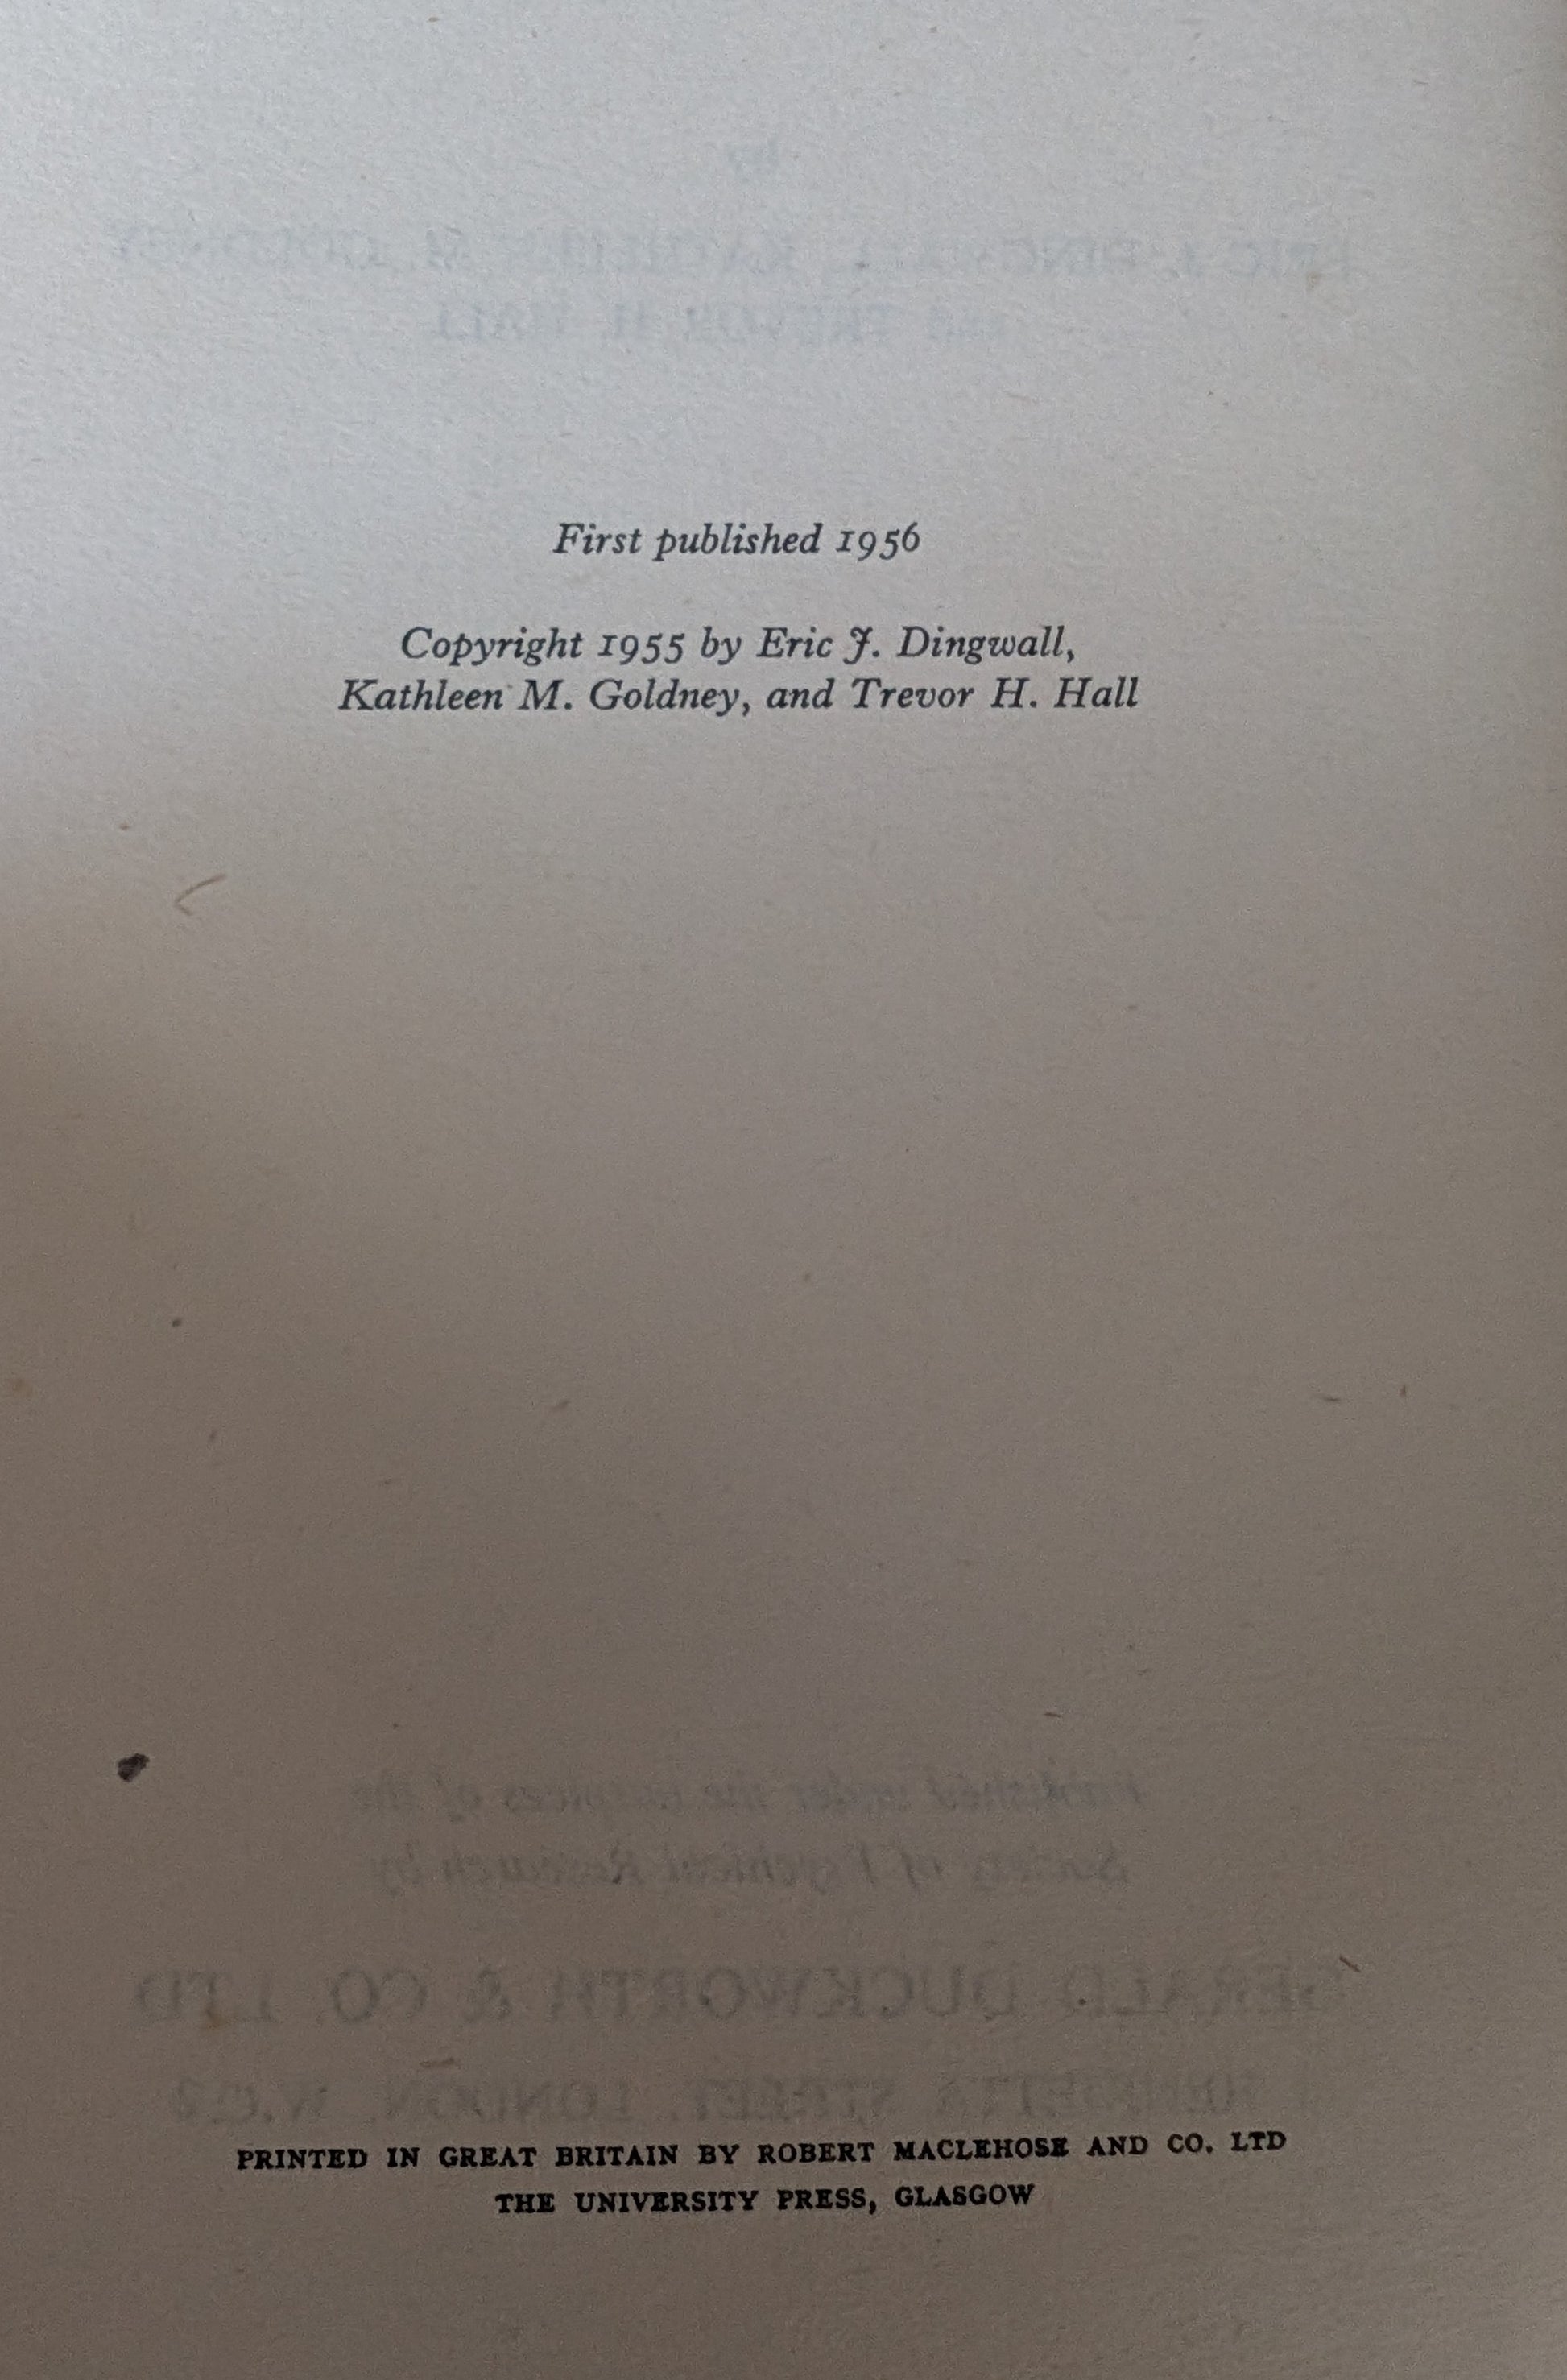 First published 1956
Copyright 1955 by Eric J. Dingwall,
Kathleen M. Goldney, and Trevor H. Hall
PRINTED IN GREAT BRITAIN BY ROBERT MACLEHOSE AND CO. LTD
THE UNIVERSITY PRESS, GLASGOW